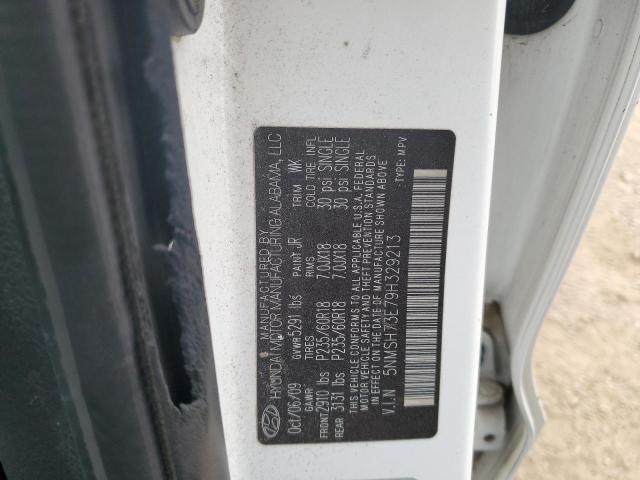 MANUFACTURED BY
HYUNDAI MOTOR MANUFACTURING ALABAMA, LLC
Oct/06/09 GVWR 5291 lbs PAINT JR TRIM WK
GAWR TIRES RIMS COLD TIRE INFL
FRONT 2910 lbs P235/60R18 7.0JX18 30 psi SINGLE
REAR 3131 lbs P235/60R18 7.0JX18 30 psi SINGLE
THIS VEHICLE CONFORMS TO ALL APPLICABLE U.S.A. FEDERAL
MOTOR VEHICLE SAFETY AND THEFT PREVENTION STANDARDS
IN EFFECT ON THE DATE OF MANUFACTURE SHOWN ABOVE
V.I.N 5NMSH73E79H329213 TYPE: MPV